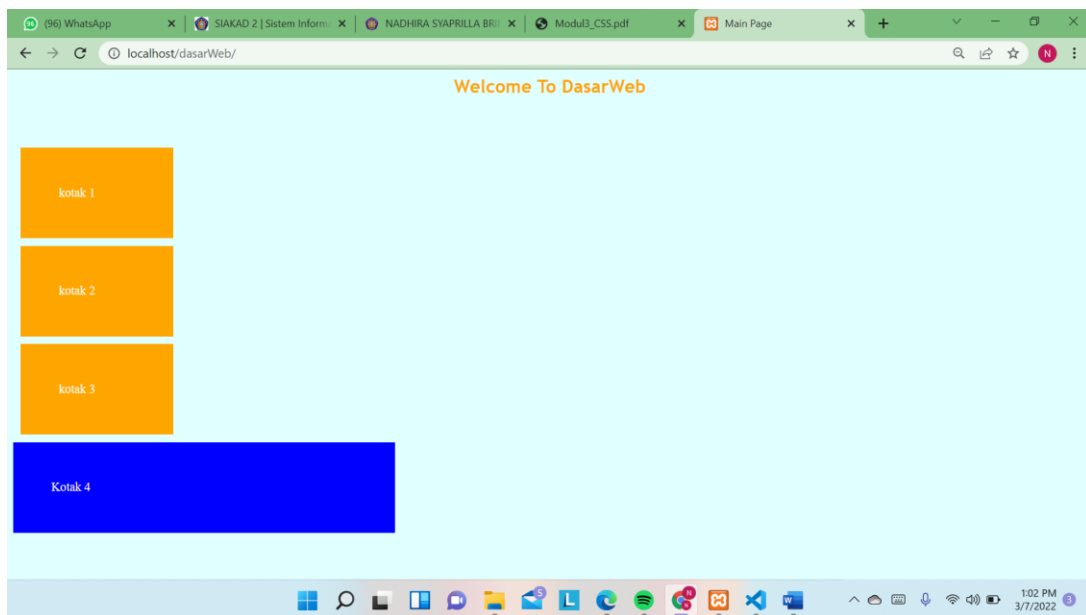 (96) WhatsApp
SIAKAD 2 | Sistem Inform
NADHIRA SYAPRILLA BRI
Modul3_CSS.pdf
Main Page
localhost/dasarWeb/
N
Welcome To DasarWeb
kotak 1
kotak 2
kotak 3
Kotak 4
1:02 PM
3/7/2022